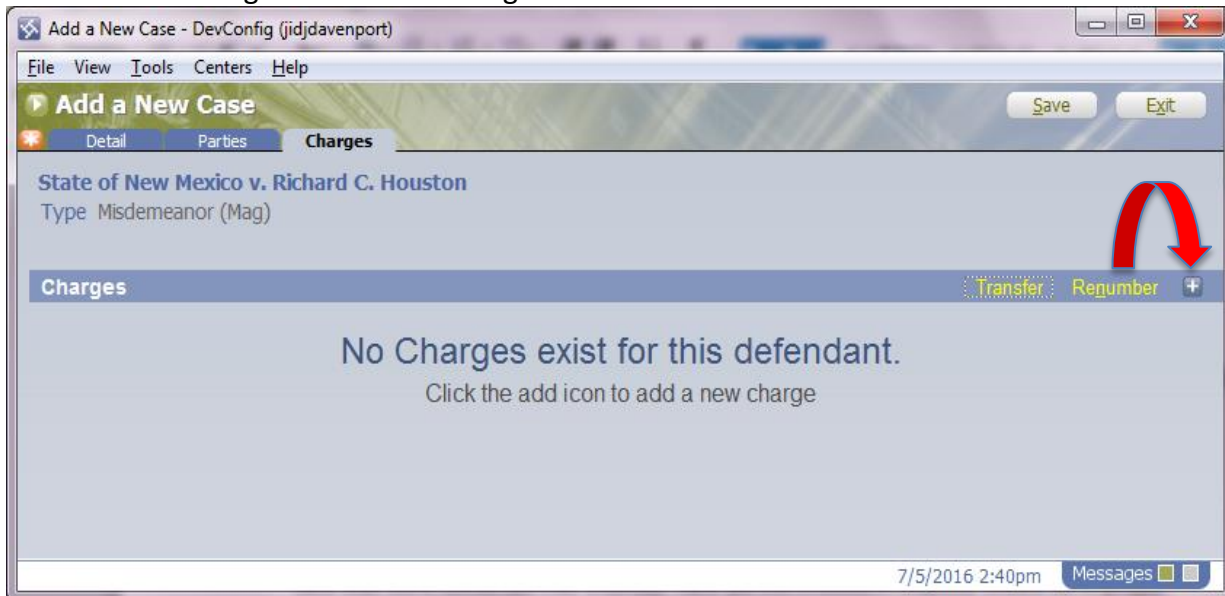 Add a New Case - DevConfig (jidjdavenport)
File View Tools Centers Help
Add a New Case
Save Exit
Detail Parties Charges
State of New Mexico v. Richard C. Houston
Type Misdemeanor (Mag)
Charges Transfer Renumber
No Charges exist for this defendant.
Click the add icon to add a new charge
7/5/2016 2:40pm Messages